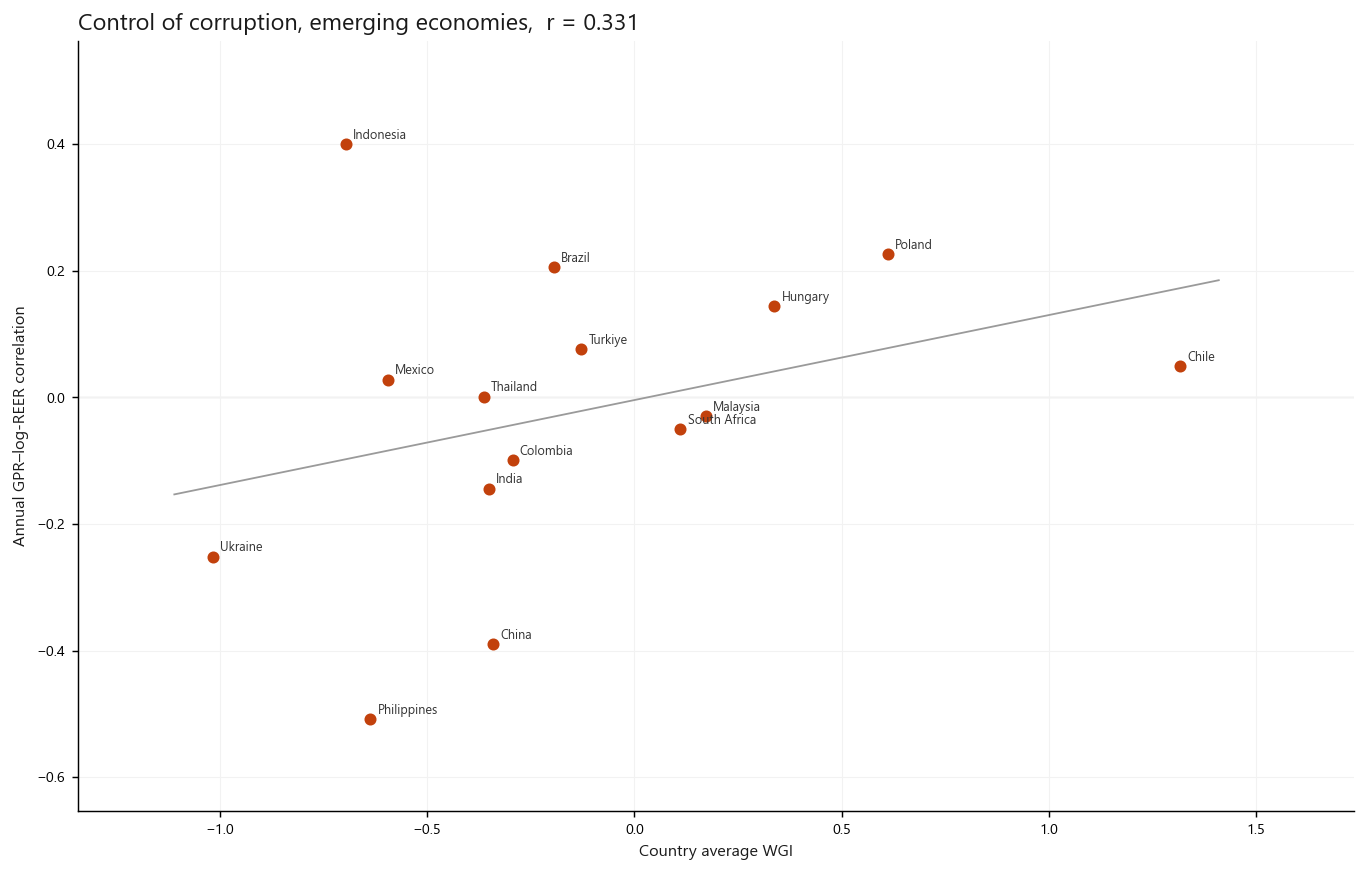 Control of corruption, emerging economies,  r = 0.331
Annual GPR–log-REER correlation
0.4
0.2
0.0
−0.2
−0.4
−0.6
Indonesia
Poland
Brazil
Hungary
Turkiye
Chile
Mexico
Thailand
Malaysia
South Africa
Colombia
India
Ukraine
China
Philippines
−1.0
−0.5
0.0
0.5
1.0
1.5
Country average WGI